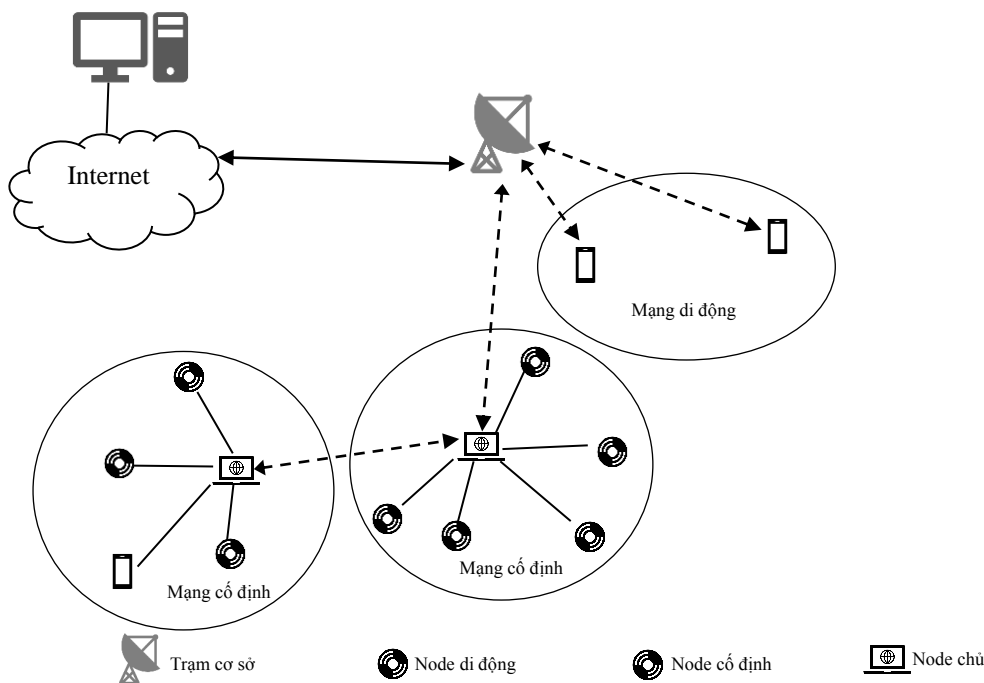 Internet
Mạng di động
Mạng cố định
Mạng cố định
Trạm cơ sở
Node di động
Node cố định
Node chủ